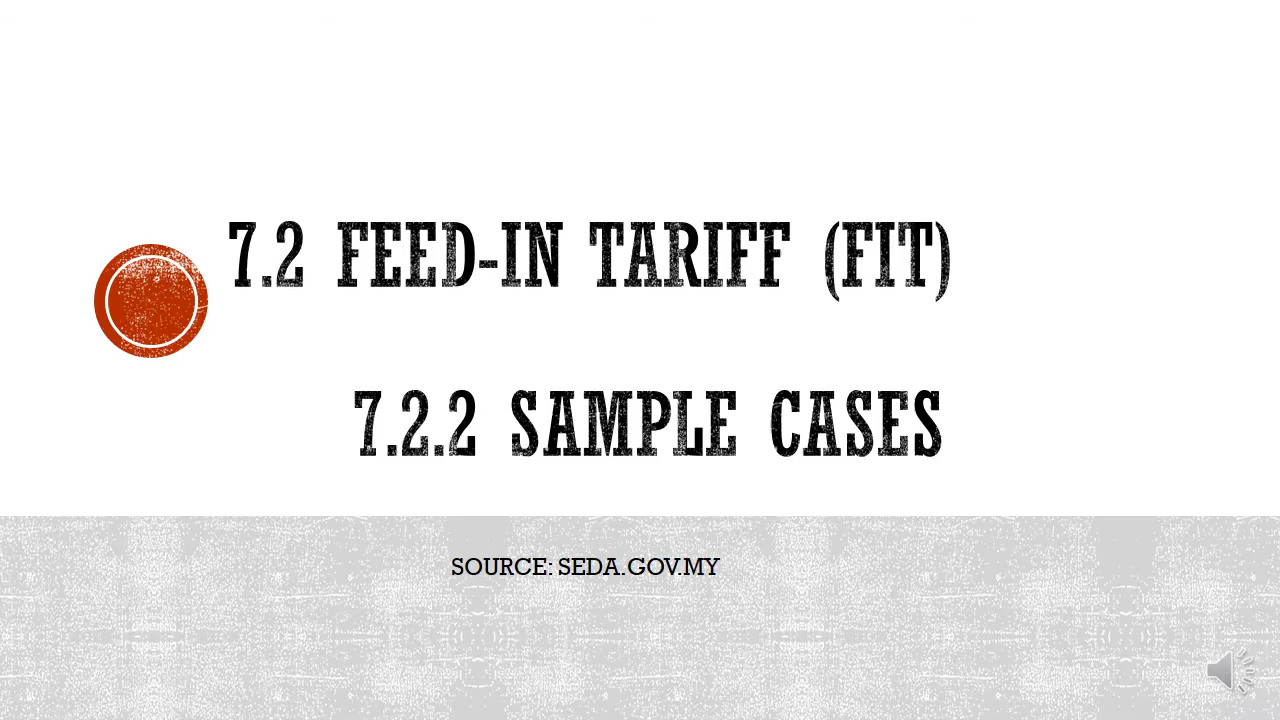 7.2 FEED-IN TARIFF (FIT)
7.2.2 SAMPLE CASES
SOURCE: SEDA.GOV.MY